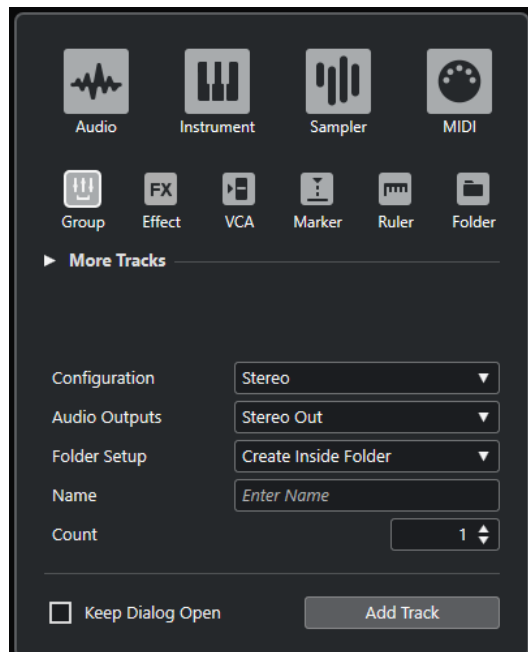 Audio Instrument Sampler MIDI
FX
Group Effect VCA Marker Ruler Folder
More Tracks
Configuration Stereo
Audio Outputs Stereo Out
Folder Setup Create Inside Folder
Name Enter Name
Count 1
Keep Dialog Open Add Track